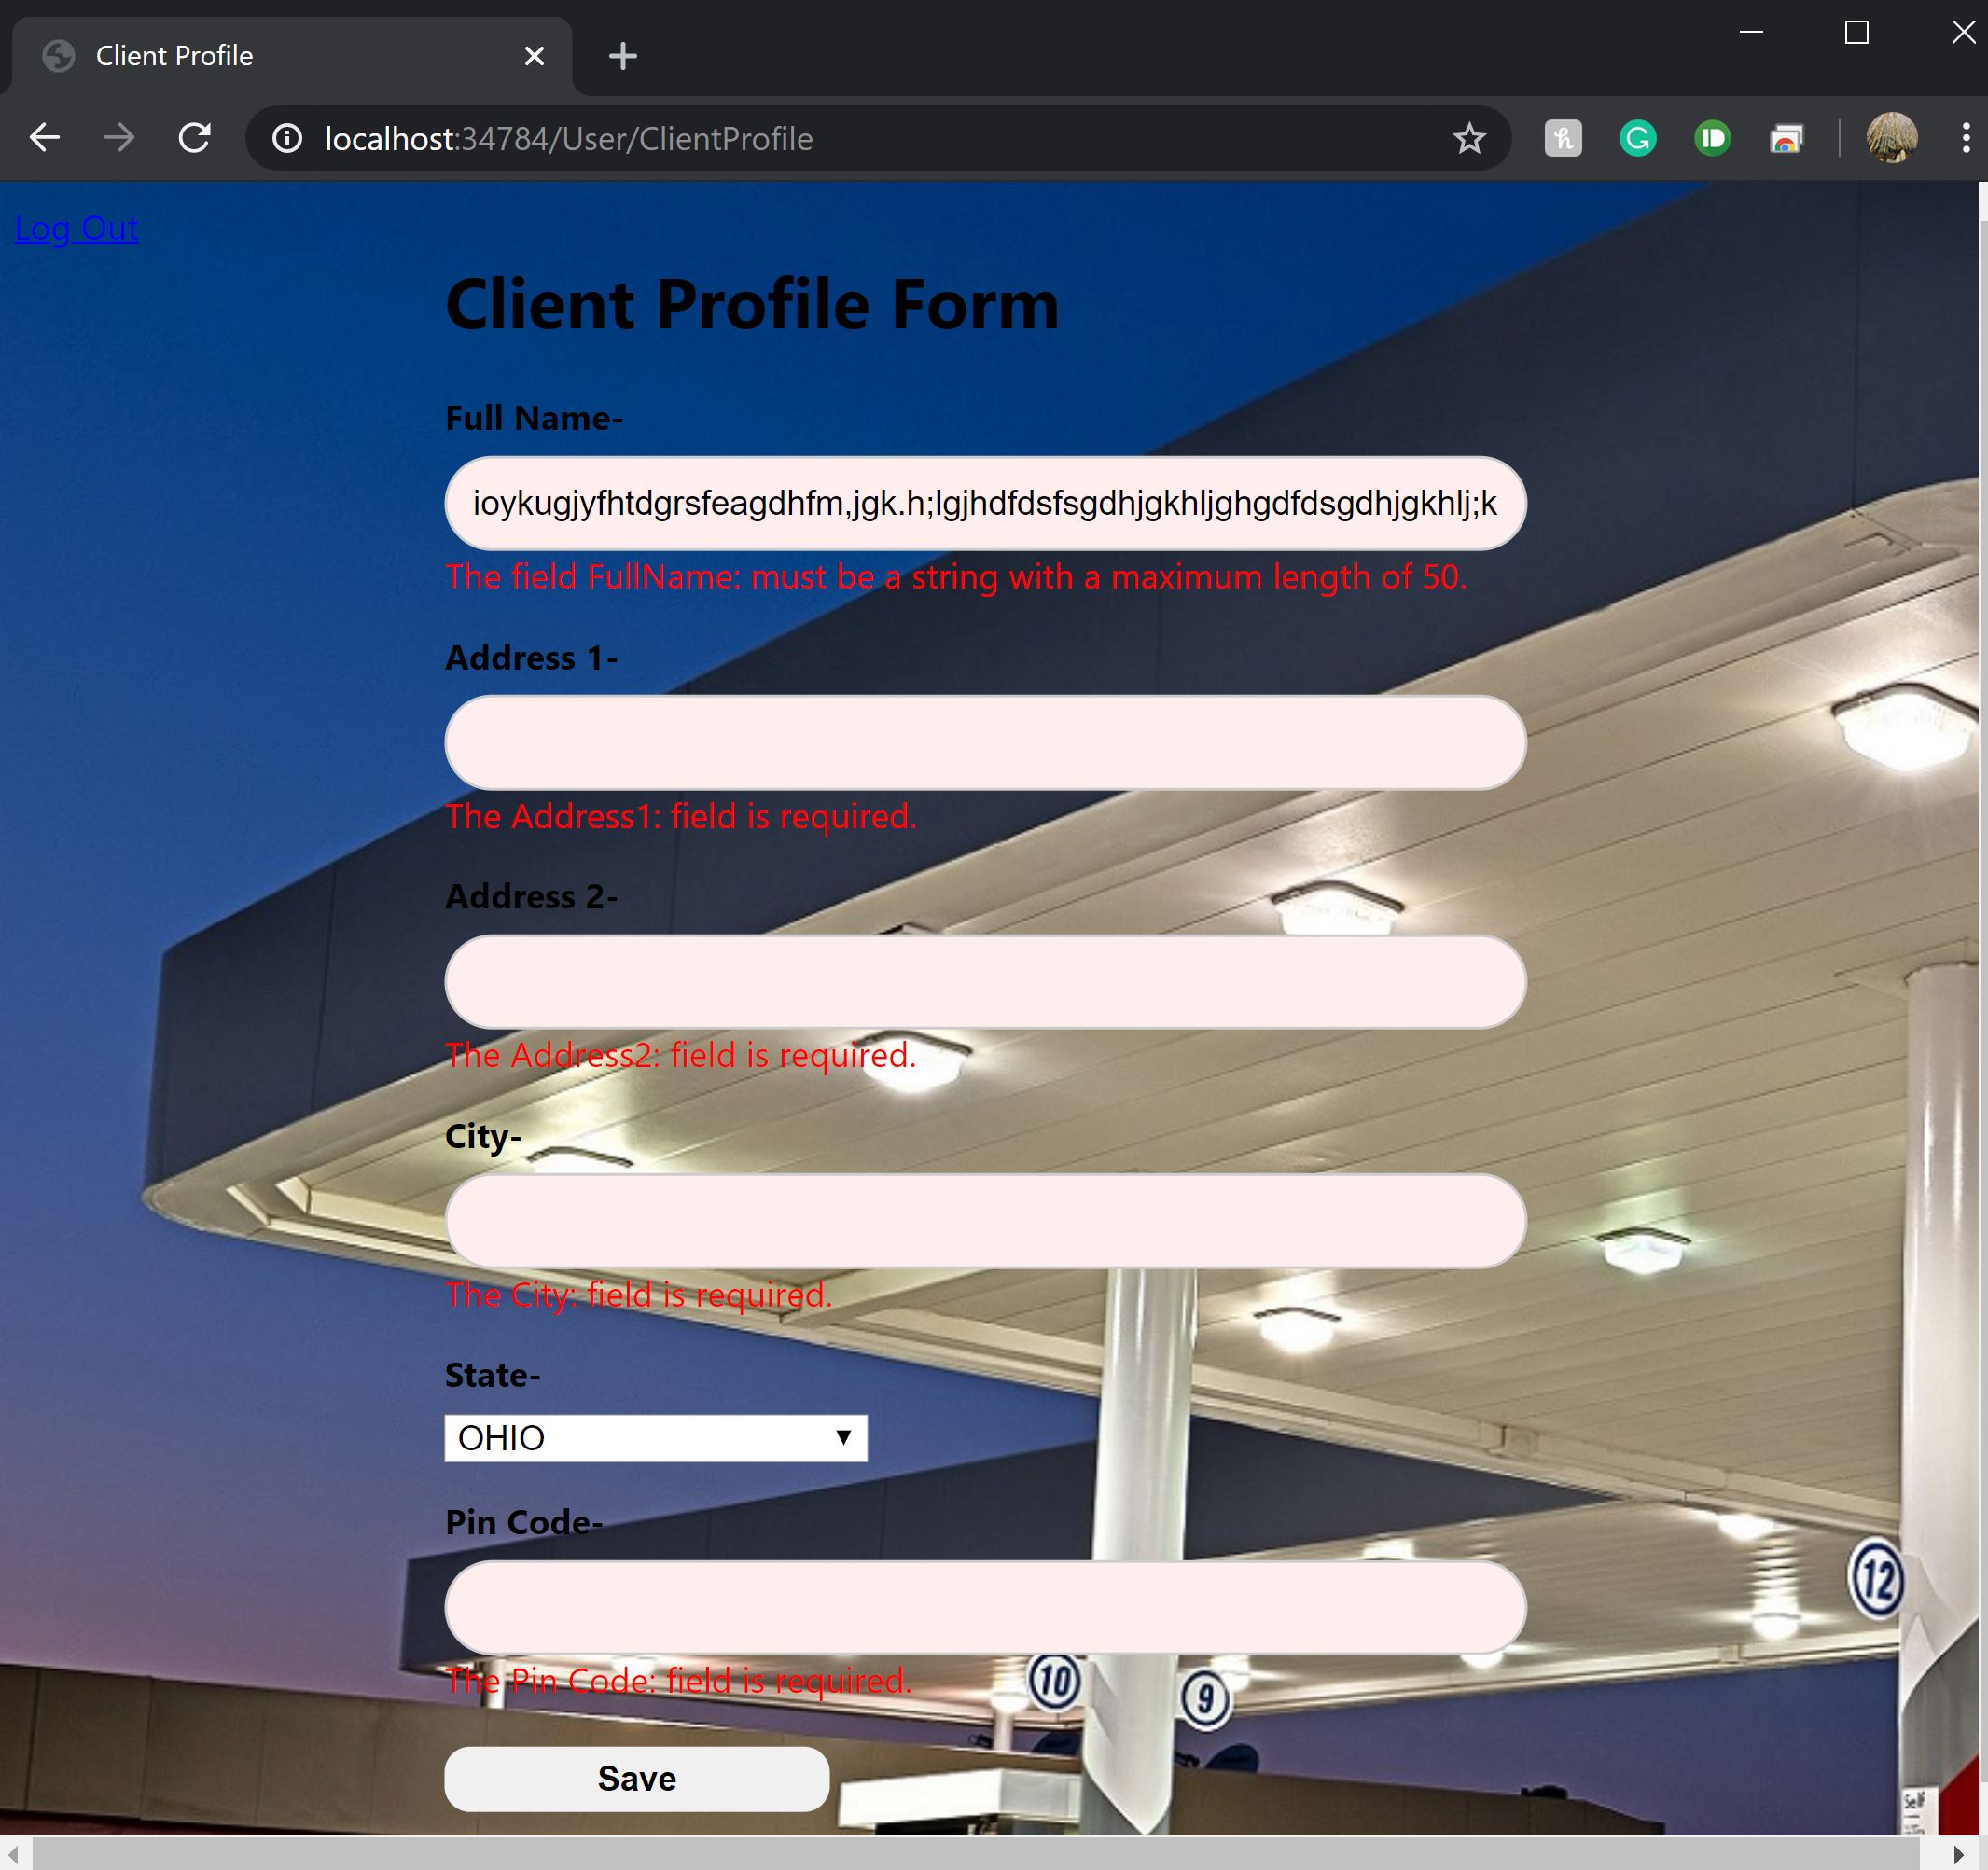 Client Profile
localhost:34784/User/ClientProfile
Log Out
Client Profile Form
Full Name-
ioykugjyfhtdgrsfeagdhfm,jgk.h;lgjhdfdsfsgdhjgkhljghgdfdsgdhjgkhlj;k
The field FullName: must be a string with a maximum length of 50.
Address 1-
The Address1: field is required.
Address 2-
The Address2: field is required.
City-
The City: field is required.
State-
OHIO
Pin Code-
12
The Pin Code: field is required.
10
9
Save
Self